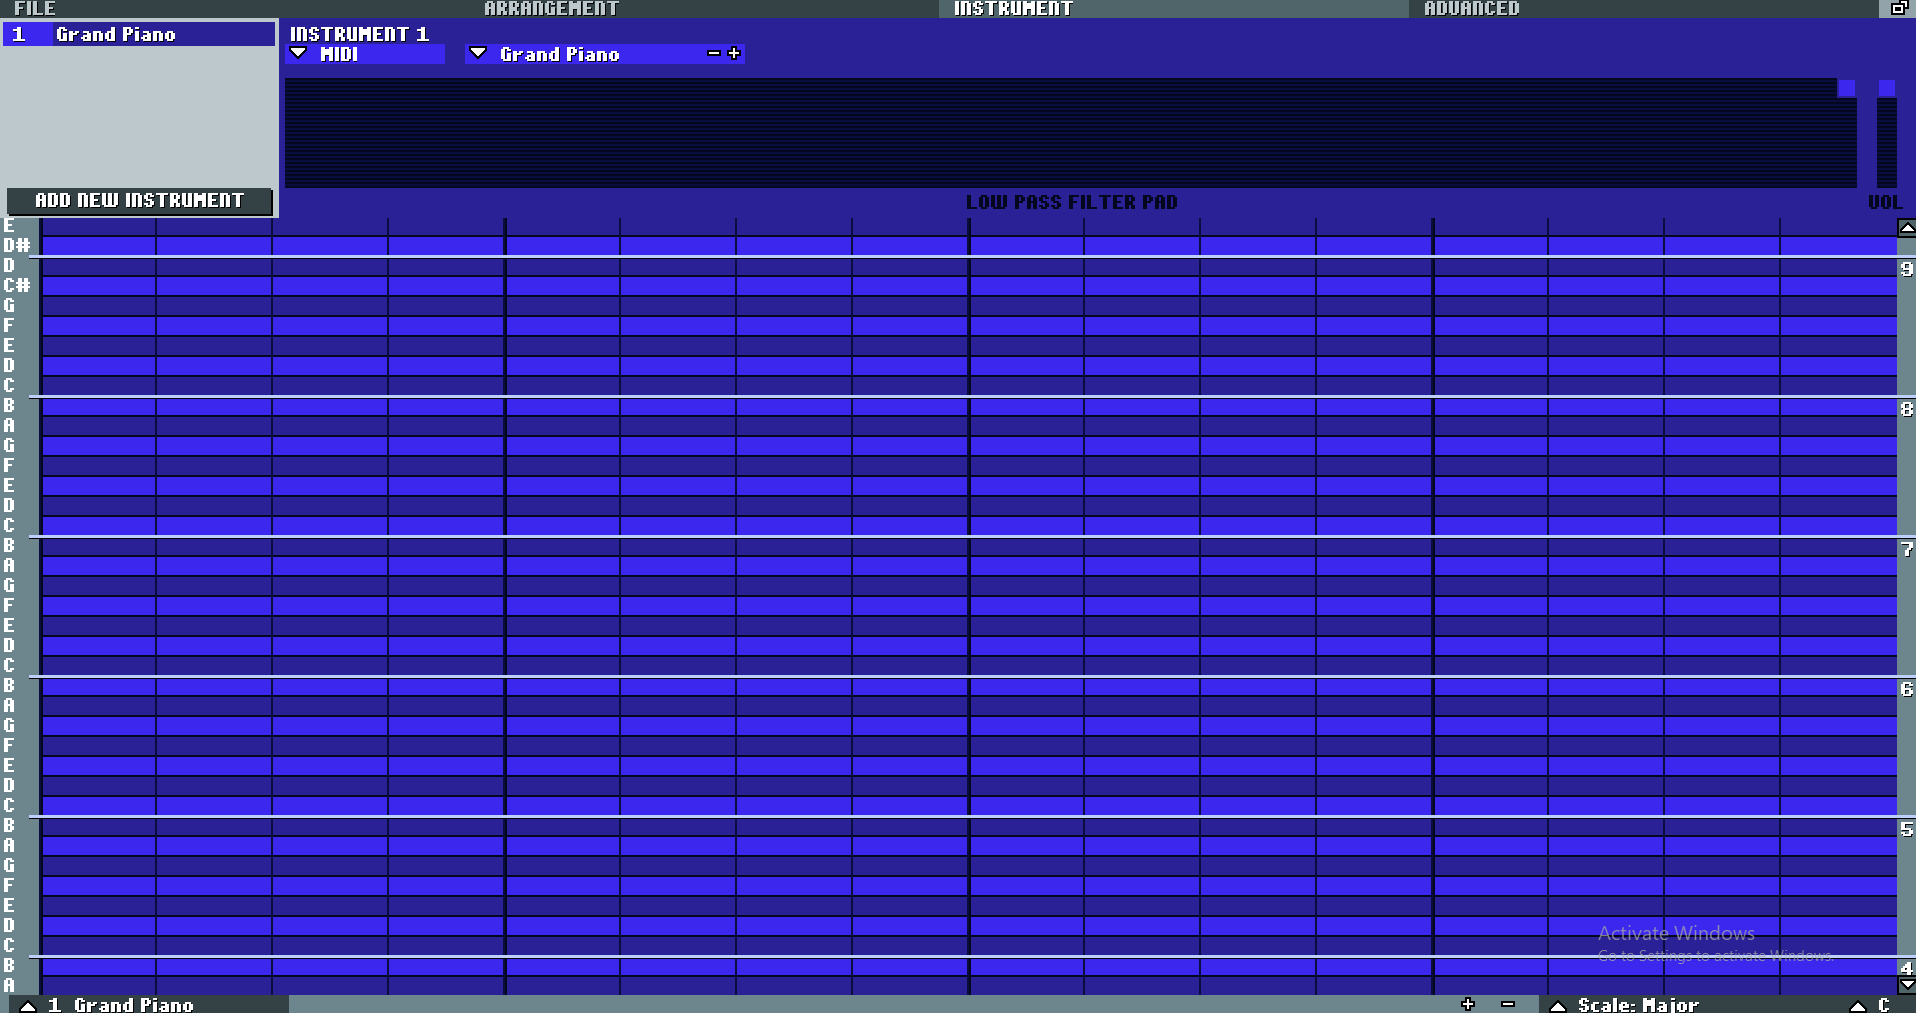 FILE ARRANGEMENT INSTRUMENT ADVANCED
1 Grand Piano
INSTRUMENT 1
MIDI Grand Piano - +
ADD NEW INSTRUMENT
LOW PASS FILTER PAD VOL
E
D#
D 9
C#
G
F
E
D
C
B 8
A
G
F
E
D
C
B 7
A
G
F
E
D
C
B 6
A
G
F
E
D
C
B 5
A
G
F
E
D
C
B 4
A
Activate Windows
Go to Settings to activate Windows.
1 Grand Piano + - Scale: Major C